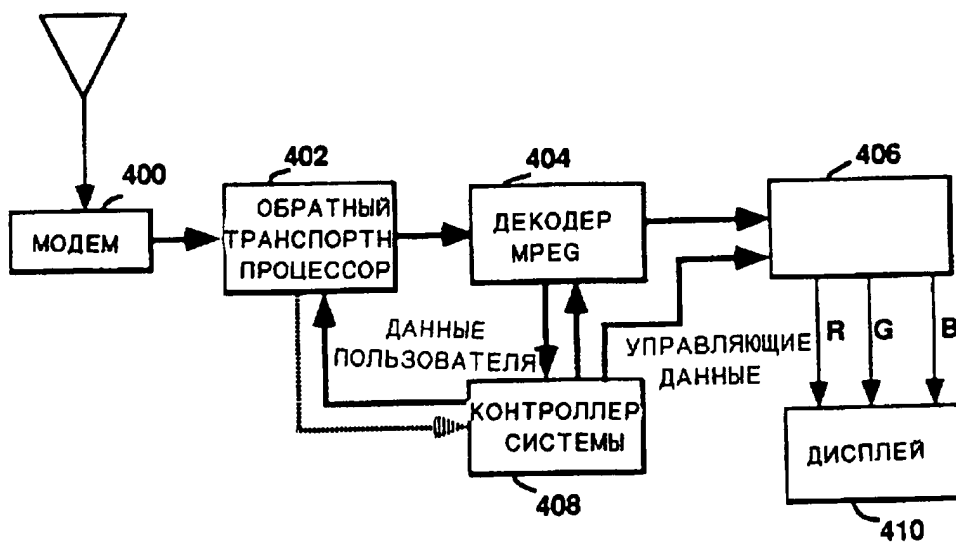 400
МОДЕМ
402
ОБРАТНЫЙ
ТРАНСПОРТН
ПРОЦЕССОР
404
ДЕКОДЕР
MPEG
406
ДАННЫЕ
ПОЛЬЗОВАТЕЛЯ
УПРАВЛЯЮЩИЕ
ДАННЫЕ
R
G
B
КОНТРОЛЛЕР
СИСТЕМЫ
408
ДИСПЛЕЙ
410